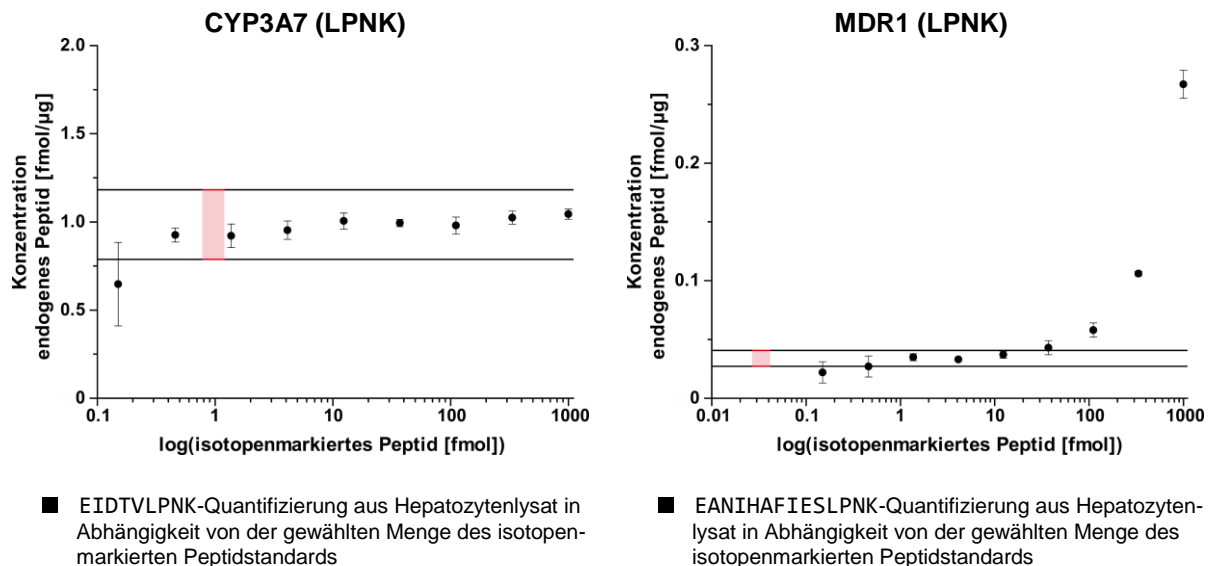 CYP3A7 (LPNK)
2.0
1.5
1.0
0.5
0
0.1
1
10
100
1000
Konzentration
endogenes Peptid [fmol/µg]
log(isotopenmarkiertes Peptid [fmol])
■ EIDTVLPNK-Quantifizierung aus Hepatozytenlysat in
Abhängigkeit von der gewählten Menge des isotopen-
markierten Peptidstandards
MDR1 (LPNK)
0.3
0.2
0.1
0
0.01
0.1
1
10
100
1000
Konzentration
endogenes Peptid [fmol/µg]
log(isotopenmarkiertes Peptid [fmol])
■ EANIHAFIESLPNK-Quantifizierung aus Hepatozyten-
lysat in Abhängigkeit von der gewählten Menge des
isotopenmarkierten Peptidstandards